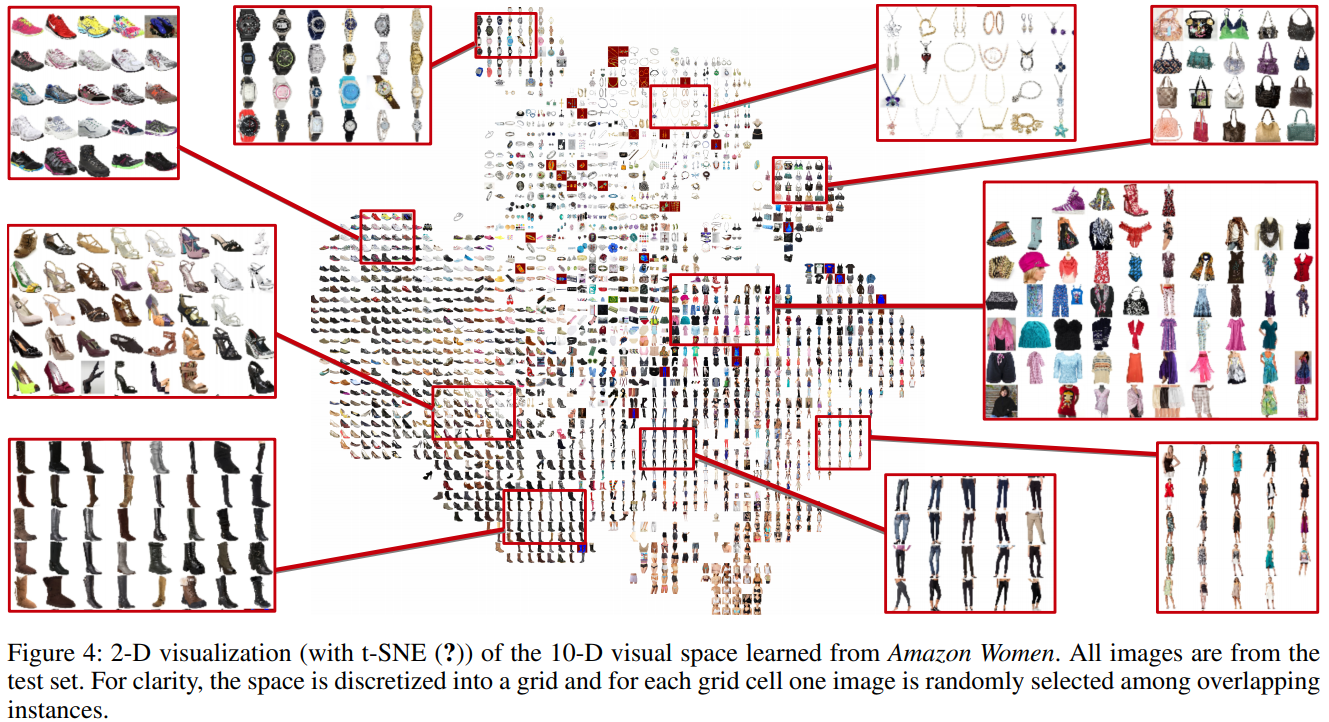 Figure 4: 2-D visualization (with t-SNE (?)) of the 10-D visual space learned from Amazon Women. All images are from the
test set. For clarity, the space is discretized into a grid and for each grid cell one image is randomly selected among overlapping
instances.